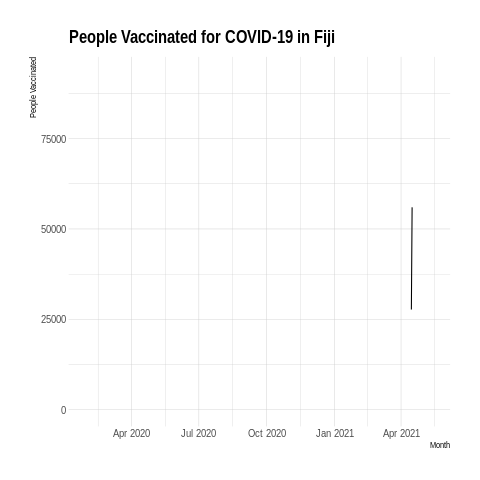 People Vaccinated for COVID-19 in Fiji
People Vaccinated
75000
50000
25000
0
Apr 2020 Jul 2020 Oct 2020 Jan 2021 Apr 2021
Month